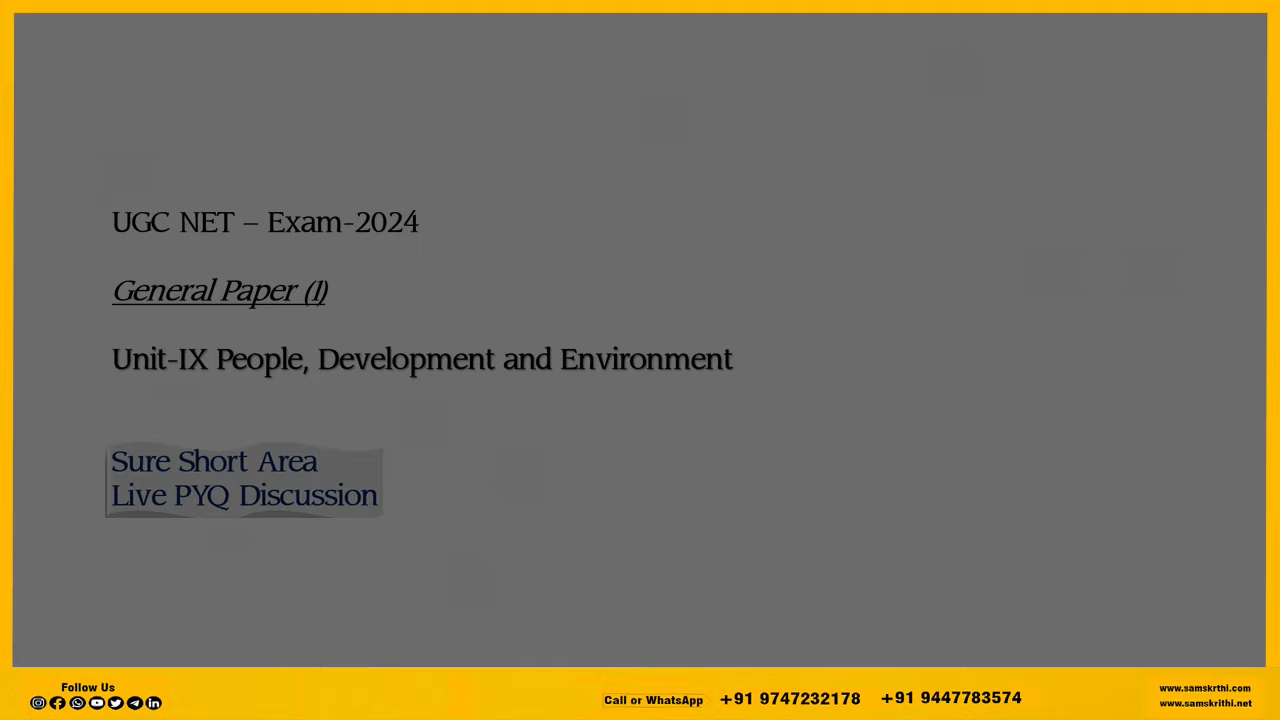 UGC NET – Exam-2024
General Paper (I)
Unit-IX People, Development and Environment
Sure Short Area
Live PYQ Discussion
Follow Us
Call or WhatsApp +91 9747232178 +91 9447783574
www.samskrthi.com
www.samskrithi.net